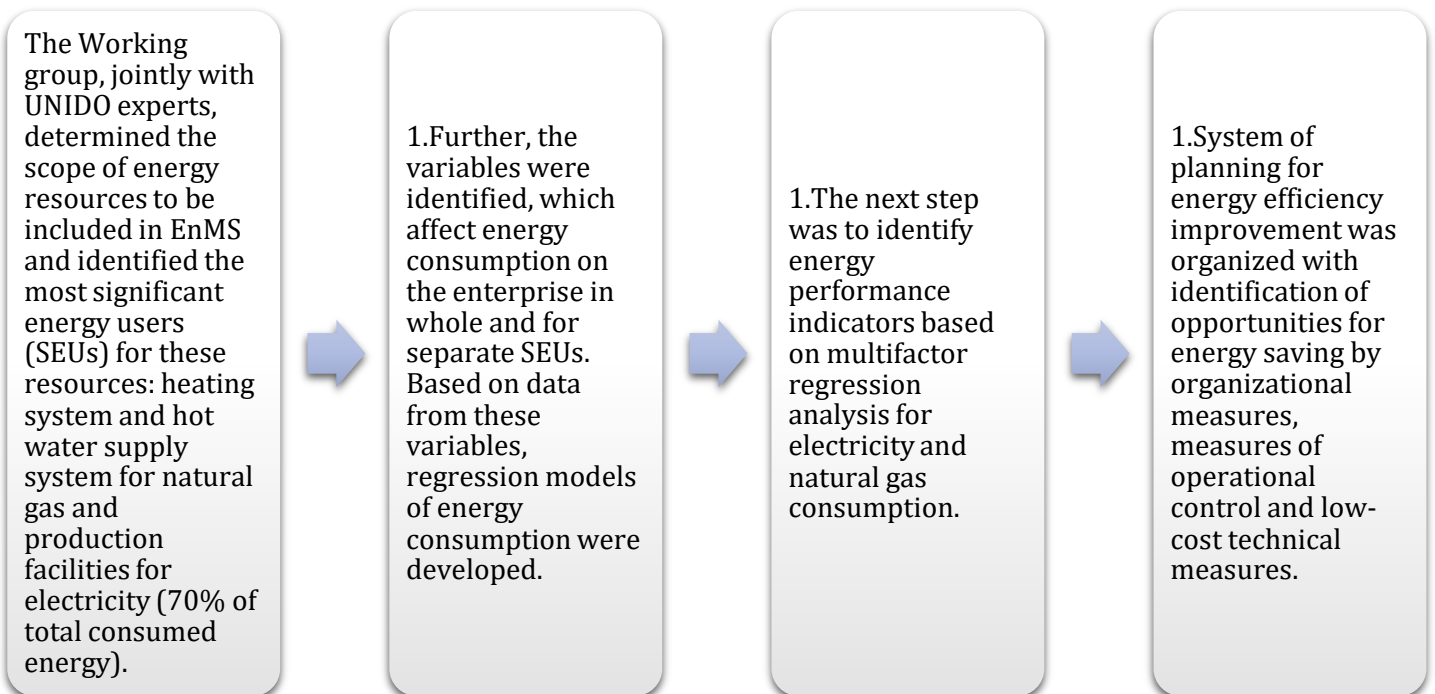 The Working
group, jointly with
UNIDO experts,
determined the
scope of energy
resources to be
included in EnMS
and identified the
most significant
energy users
(SEUs) for these
resources: heating
system and hot
water supply
system for natural
gas and
production
facilities for
electricity (70% of
total consumed
energy).
1.Further, the
variables were
identified, which
affect energy
consumption on
the enterprise in
whole and for
separate SEUs.
Based on data
from these
variables,
regression models
of energy
consumption were
developed.
1.The next step
was to identify
energy
performance
indicators based
on multifactor
regression
analysis for
electricity and
natural gas
consumption.
1.System of
planning for
energy efficiency
improvement was
organized with
identification of
opportunities for
energy saving by
organizational
measures,
measures of
operational
control and low-
cost technical
measures.